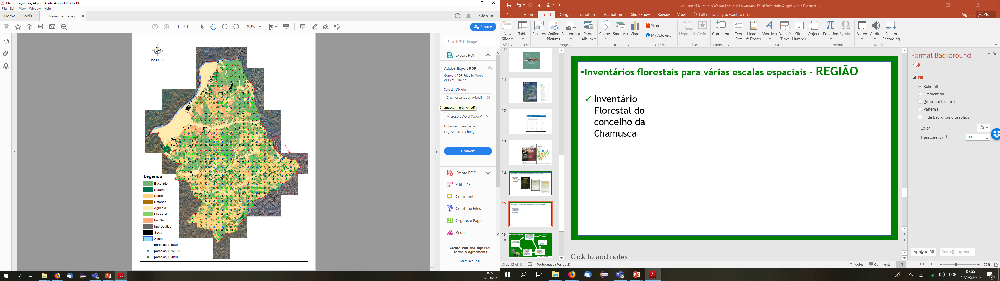 Chamusca_mapas_A4.pdf - Adobe Acrobat Reader DC
File Edit View Window Help
Home Tools Chamusca_mapas_... × Sign In
1 / 1 75.5% Share
N
1:200,000
Legenda
Eucalipto
Pbravo
Sobro
Pmanso
Agricola
Florestal
Inculto
Improdutivo
Social
Águas
parcelas IF1999
parcelas IFN2005
parcelas IF2010
Search 'Edit Image'
Export PDF
Adobe Export PDF
Convert PDF Files to Word
or Excel Online
Select PDF File
Chamusca_...pas_A4.pdf
Chamusca_mapas_A4.pdf
Microsoft Word (*.docx)
Document Language:
English (U.S.) Change
Convert
Create PDF
Edit PDF
Comment
Combine Files
Organize Pages
Redact
Create, edit and sign PDF
forms & agreements
Start Free Trial
07:55
17/03/2020
InventariosFlorestaisAVariasEsacalasEspaciaisEParaDiiferentesObjetivos - PowerPoint
File Home Insert Design Transitions Animations Slide Show Review View Tell me what you want to do... Sign in Share
New
Slide
Table
Pictures
Online
Pictures
Screenshot
Photo
Album
Shapes
SmartArt
Chart
Store
My Add-ins
Hyperlink
Action
Comment
Text
Box
Header
& Footer
WordArt
Date &
Time
Slide
Number
Object
Equation
Symbol
Video
Audio
Screen
Recording
Slides Tables Images Illustrations Add-ins Links Comments Text Symbols Media
10
11
12
13
14
15
16
Inventários florestais para várias escalas espaciais - REGIÃO
✓ Inventário
Florestal do
concelho da
Chamusca
Click to add notes
Format Background
Fill
Solid fill
Gradient fill
Picture or texture fill
Pattern fill
Hide background graphics
Color
Transparency 0%
Apply to All Reset Background
Slide 15 of 18 Portuguese (Portugal) Notes Comments 79%
POR
07:55
17/03/2020
2